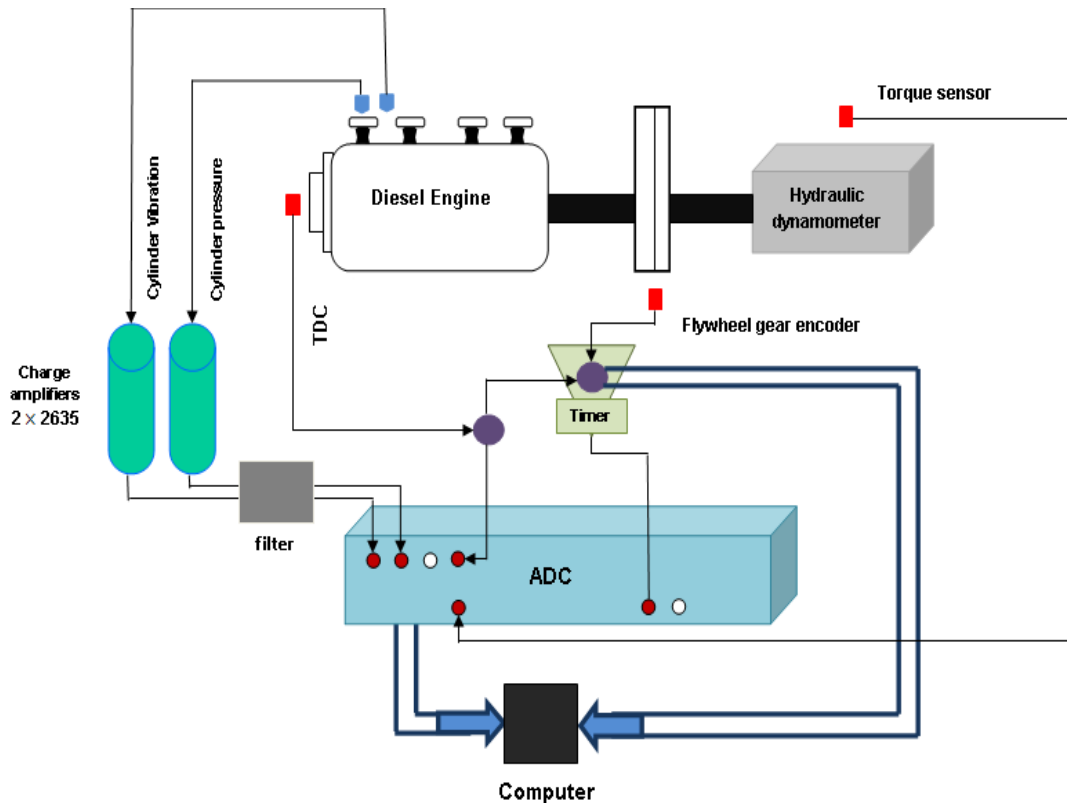 Torque sensor
Diesel Engine
Hydraulic
dynamometer
Cylinder Vibration
Cylinder pressure
TDC
Flywheel gear encoder
Charge
amplifiers
2 × 2635
Timer
filter
ADC
Computer